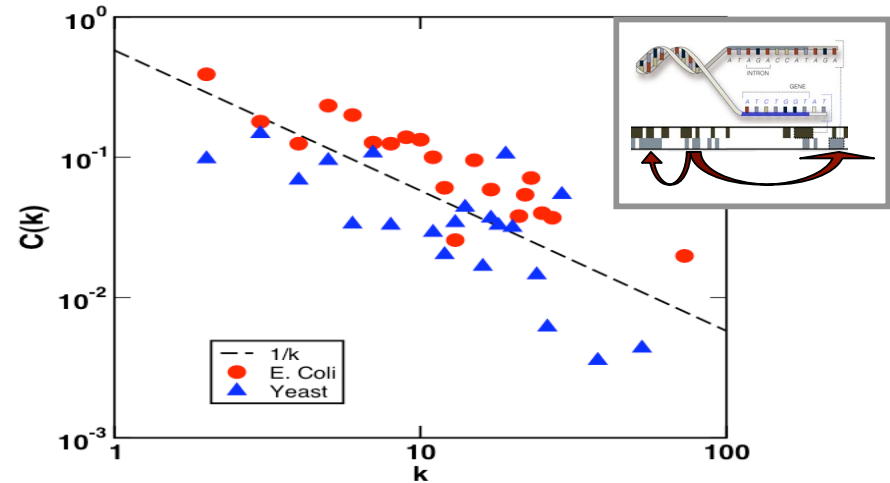 10⁰
10⁻¹
10⁻²
10⁻³
C(k)
1
10
100
k
1/k
E. Coli
Yeast
A T A G A C C A T A G A
INTRON
GENE
A T C T G G T A T